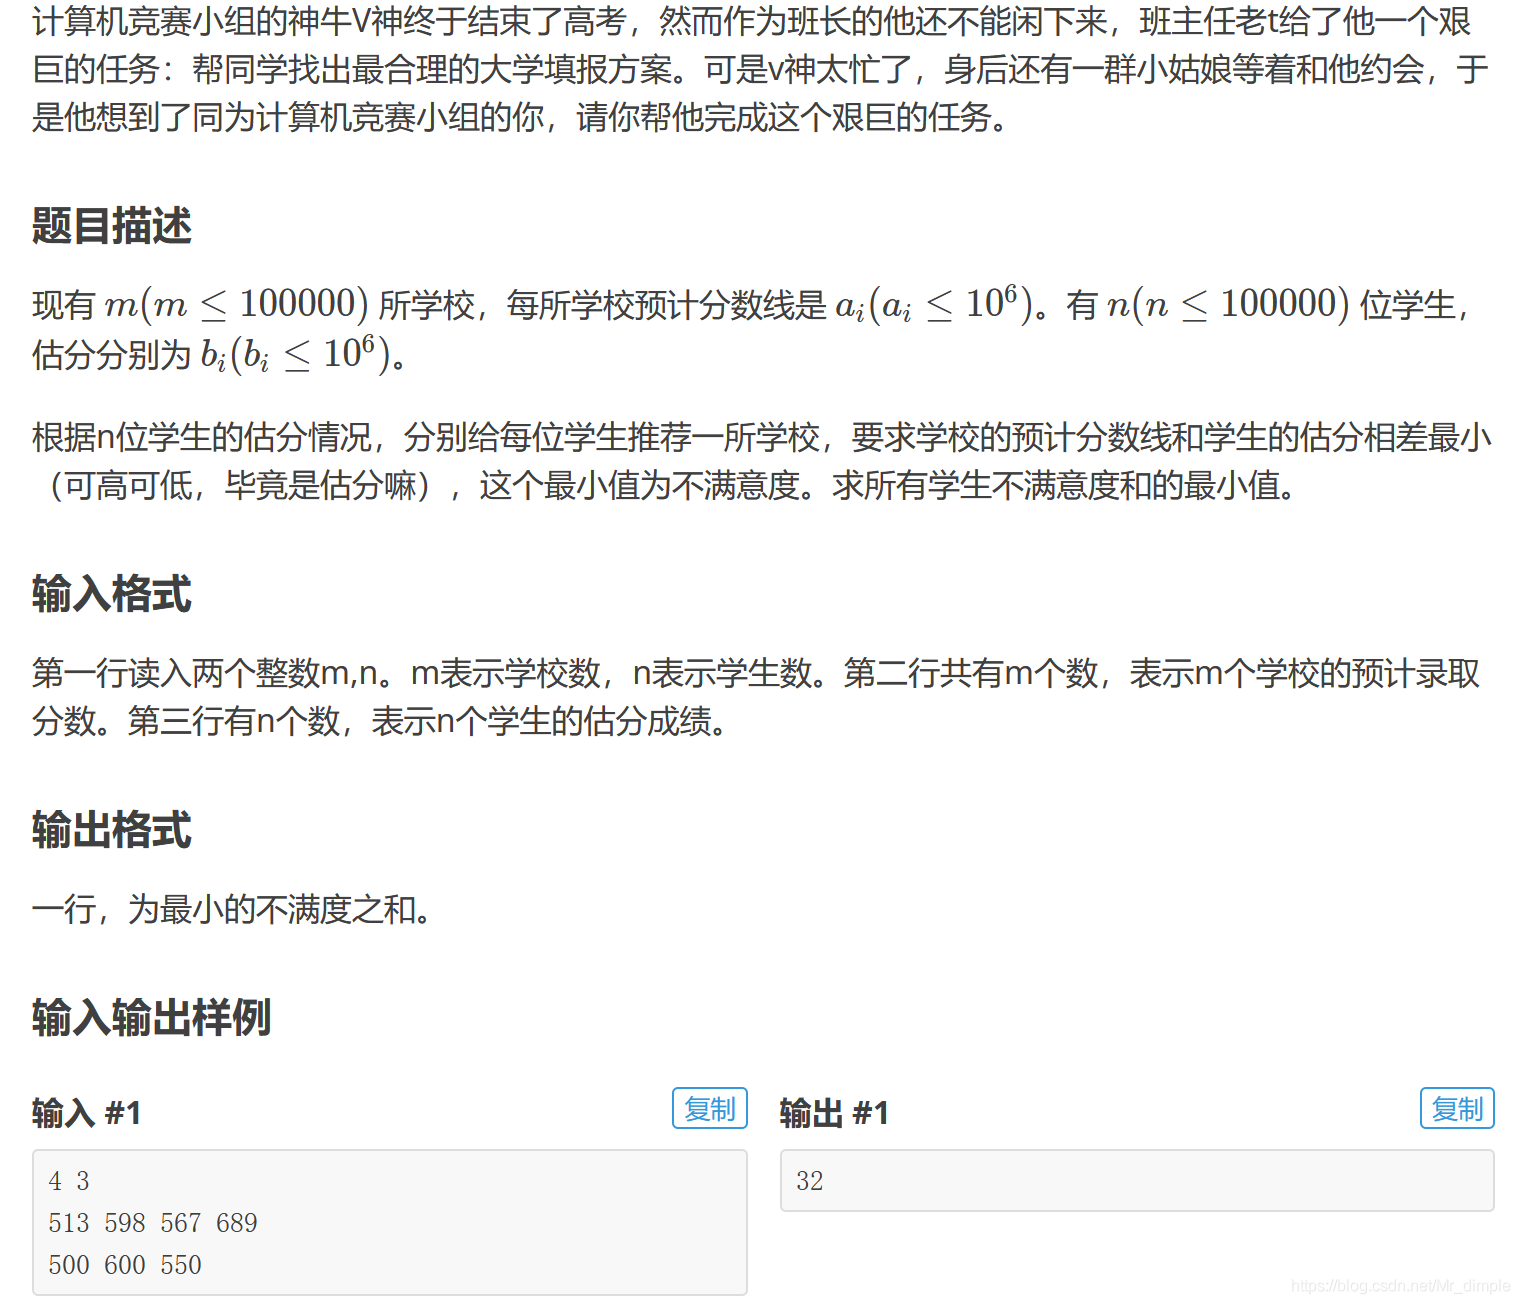 计算机竞赛小组的神牛V神终于结束了高考，然而作为班长的他还不能闲下来，班主任老t给了他一个艰
巨的任务：帮同学找出最合理的大学填报方案。可是v神太忙了，身后还有一群小姑娘等着和他约会，于
是他想到了同为计算机竞赛小组的你，请你帮他完成这个艰巨的任务。
题目描述
现有 m(m ≤ 100000) 所学校，每所学校预计分数线是 aᵢ(aᵢ ≤ 10⁶)。有 n(n ≤ 100000) 位学生，
估分分别为 bᵢ(bᵢ ≤ 10⁶)。
根据n位学生的估分情况，分别给每位学生推荐一所学校，要求学校的预计分数线和学生的估分相差最小
（可高可低，毕竟是估分嘛），这个最小值为不满意度。求所有学生不满意度和的最小值。
输入格式
第一行读入两个整数m,n。m表示学校数，n表示学生数。第二行共有m个数，表示m个学校的预计录取
分数。第三行有n个数，表示n个学生的估分成绩。
输出格式
一行，为最小的不满度之和。
输入输出样例
输入 #1
复制
4 3
513 598 567 689
500 600 550
输出 #1
复制
32
https://blog.csdn.net/Mr_dimple